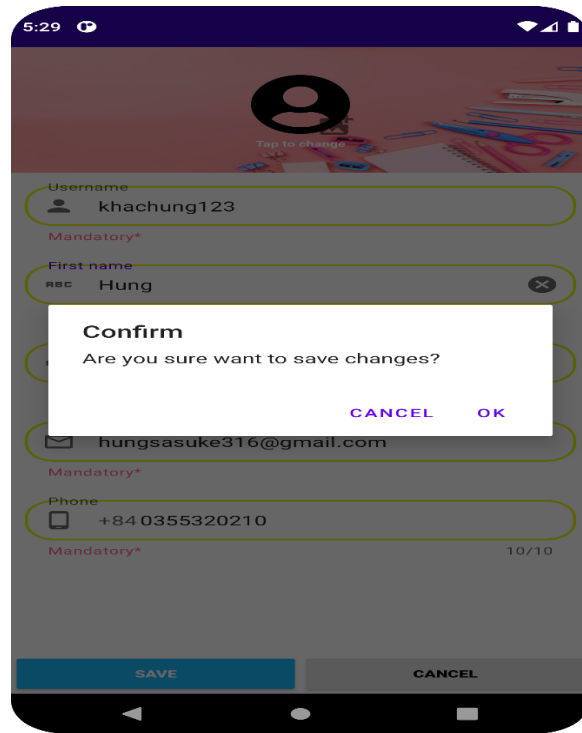 5:29
Tap to change
Username
khachung123
Mandatory*
First name
ABC Hung
Confirm
Are you sure want to save changes?
CANCEL OK
hungsasuke316@gmail.com
Mandatory*
Phone
+84 0355320210
Mandatory* 10/10
SAVE CANCEL